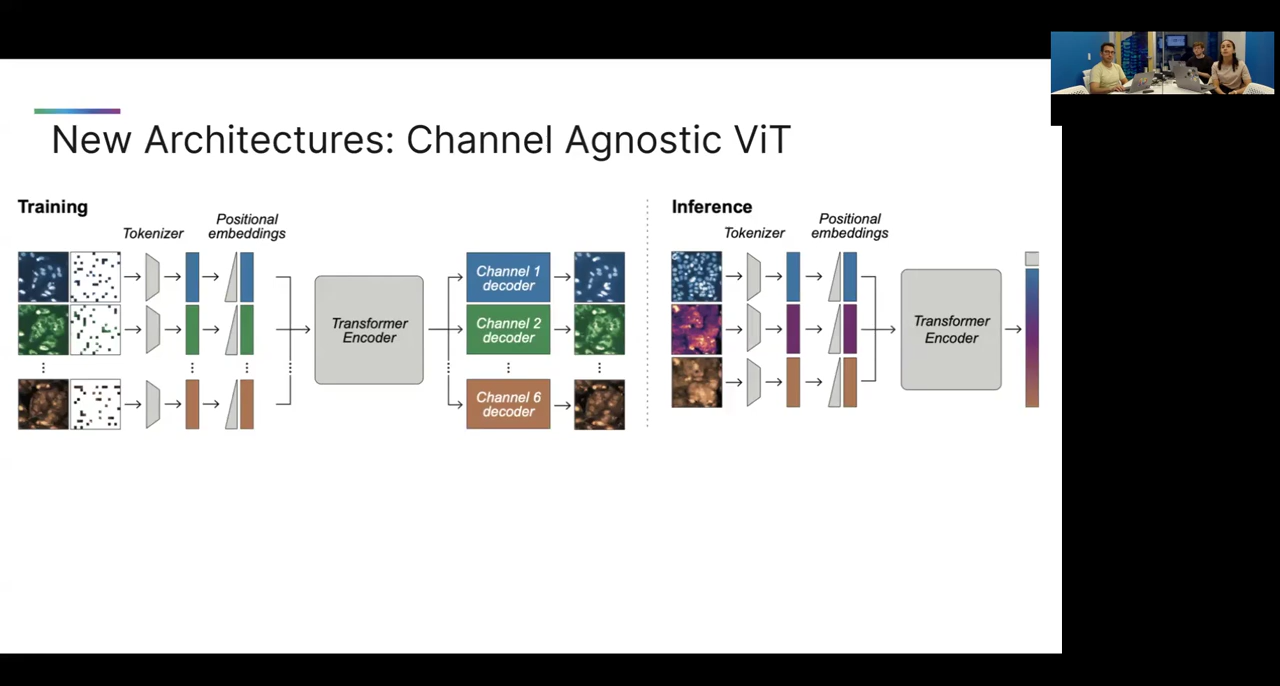 New Architectures: Channel Agnostic ViT
Training
Tokenizer
Positional
embeddings
Transformer
Encoder
Channel 1
decoder
Channel 2
decoder
Channel 6
decoder
Inference
Tokenizer
Positional
embeddings
Transformer
Encoder